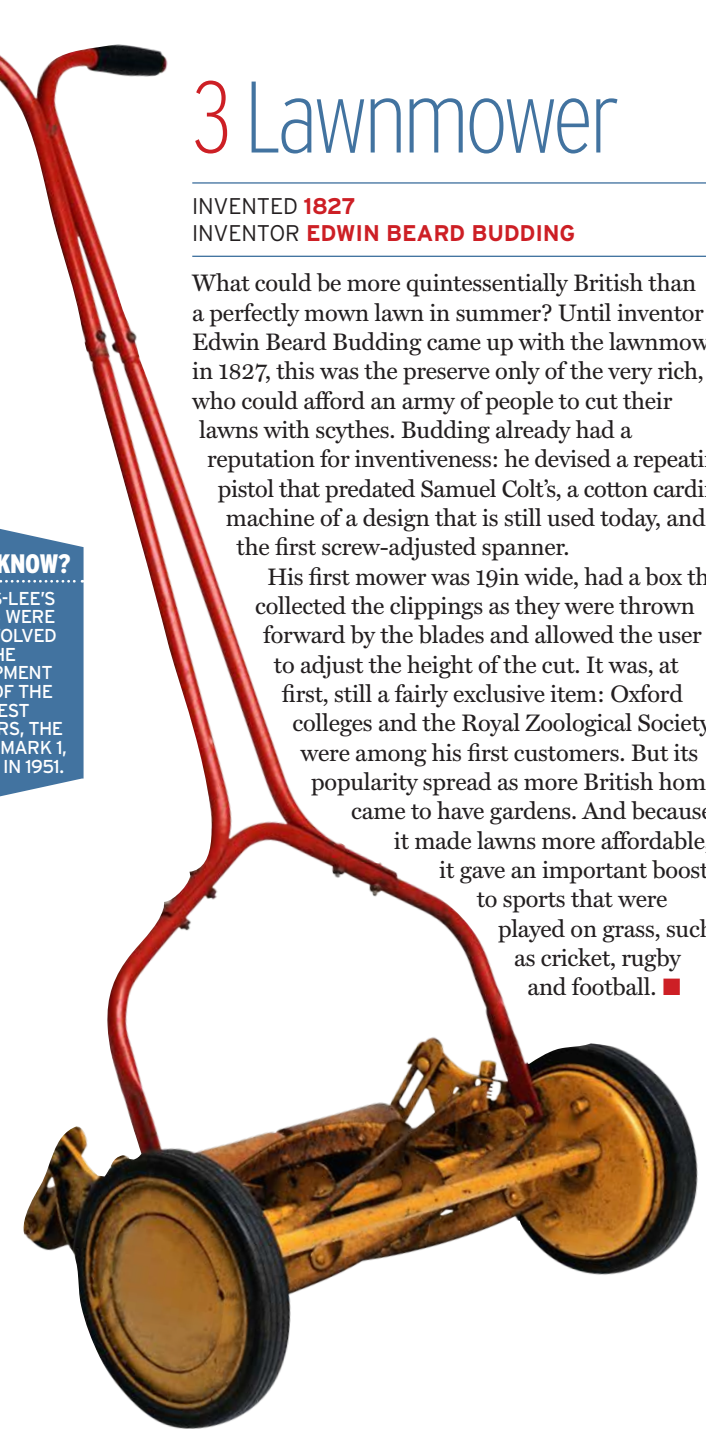 3 Lawnmower
INVENTED 1827
INVENTOR EDWIN BEARD BUDDING
What could be more quintessentially British than
a perfectly mown lawn in summer? Until inventor
Edwin Beard Budding came up with the lawnmow
in 1827, this was the preserve only of the very rich,
who could afford an army of people to cut their
lawns with scythes. Budding already had a
reputation for inventiveness: he devised a repeatin
pistol that predated Samuel Colt’s, a cotton cardin
machine of a design that is still used today, and
the first screw-adjusted spanner.
His first mower was 19in wide, had a box th
collected the clippings as they were thrown
forward by the blades and allowed the user
to adjust the height of the cut. It was, at
first, still a fairly exclusive item: Oxford
colleges and the Royal Zoological Society
were among his first customers. But its
popularity spread as more British hom
came to have gardens. And because
it made lawns more affordable,
it gave an important boost
to sports that were
played on grass, such
as cricket, rugby
and football.
KNOW?
S-LEE’S
WERE
OLVED
HE
PMENT
OF THE
EST
RS, THE
MARK 1,
IN 1951.